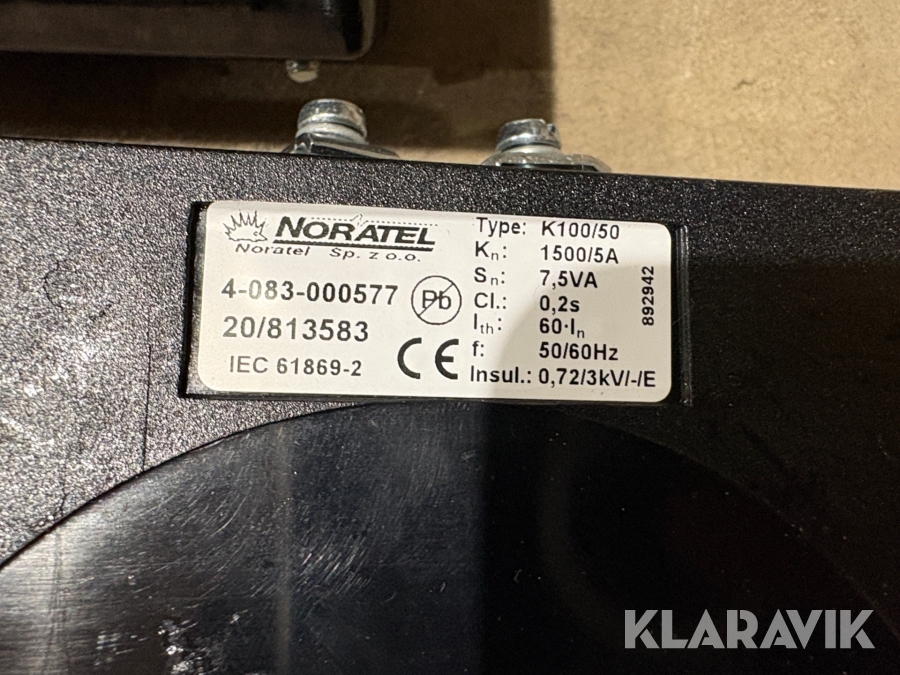 NORATEL
Noratel Sp. z o.o.
4-083-000577
Pb
20/813583
IEC 61869-2
CE
Type: K100/50
Kn: 1500/5A
Sn: 7,5VA
Cl.: 0,2s
Ith: 60·In
f: 50/60Hz
Insul.: 0,72/3kV/-/E
892942
KLARAVIK